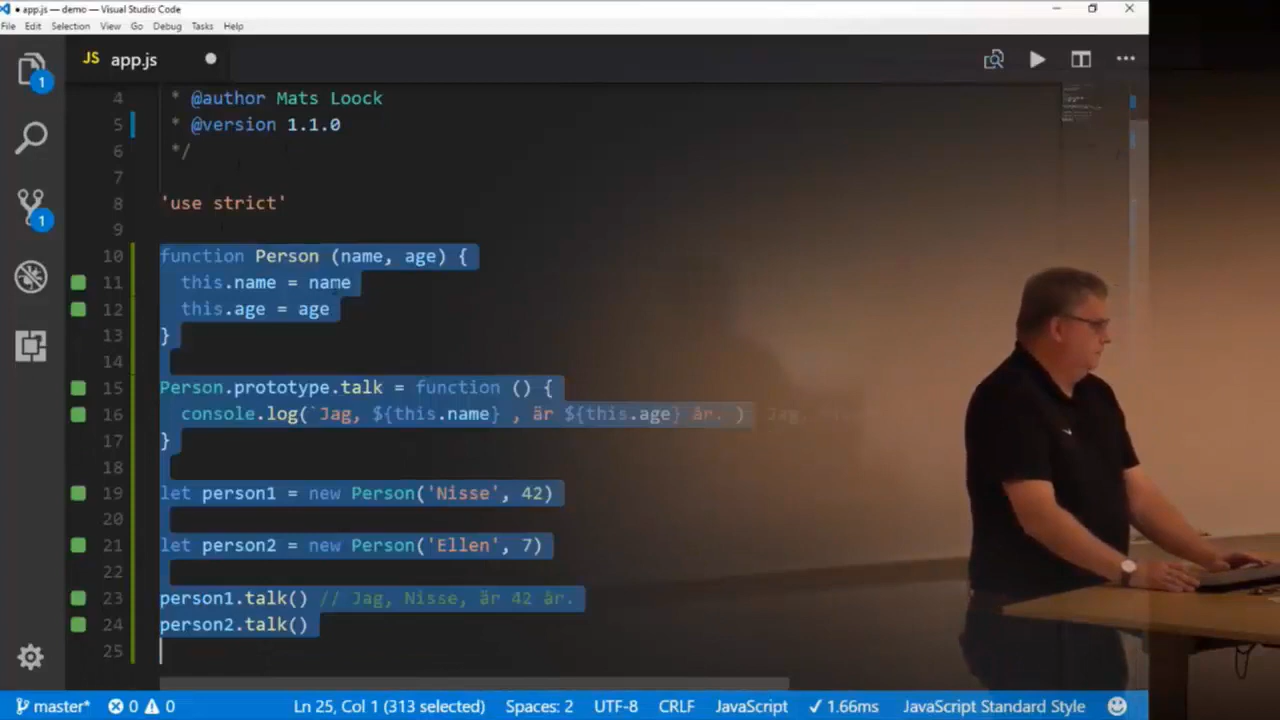 ● app.js — demo — Visual Studio Code
File Edit Selection View Go Debug Tasks Help
JS app.js
1
1
4 * @author Mats Loock
5 * @version 1.1.0
6 */
7
8 'use strict'
9
10 function Person (name, age) {
11 this.name = name
12 this.age = age
13 }
14
15 Person.prototype.talk = function () {
16 console.log(`Jag, ${this.name} , är ${this.age} år. ) Jag,
17 }
18
19 let person1 = new Person('Nisse', 42)
20
21 let person2 = new Person('Ellen', 7)
22
23 person1.talk() // Jag, Nisse, är 42 år.
24 person2.talk()
25
master* 0 0 Ln 25, Col 1 (313 selected) Spaces: 2 UTF-8 CRLF JavaScript ✓ 1.66ms JavaScript Standard Style